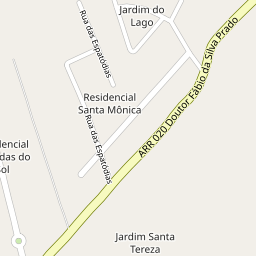 Jardim do
Lago
Rua das Espatódias
ARR 020 Doutor Fábio da Silva Prado
Residencial
Santa Mônica
Rua das Espatódias
dencial
das do
ol
Jardim Santa
Tereza